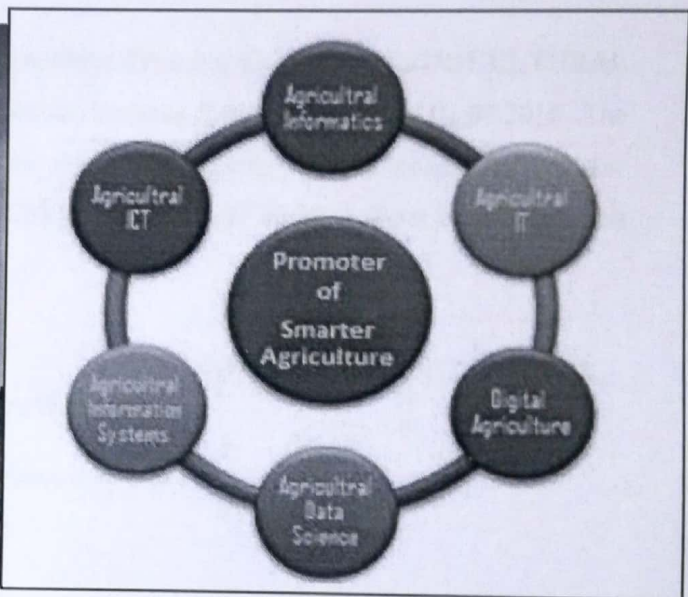 Agricultral
Informatics
Agricultral
IT
Digital
Agriculture
Agricultral
Data
Science
Agricultral
Information
Systems
Agricultral
ICT
Promoter
of
Smarter
Agriculture